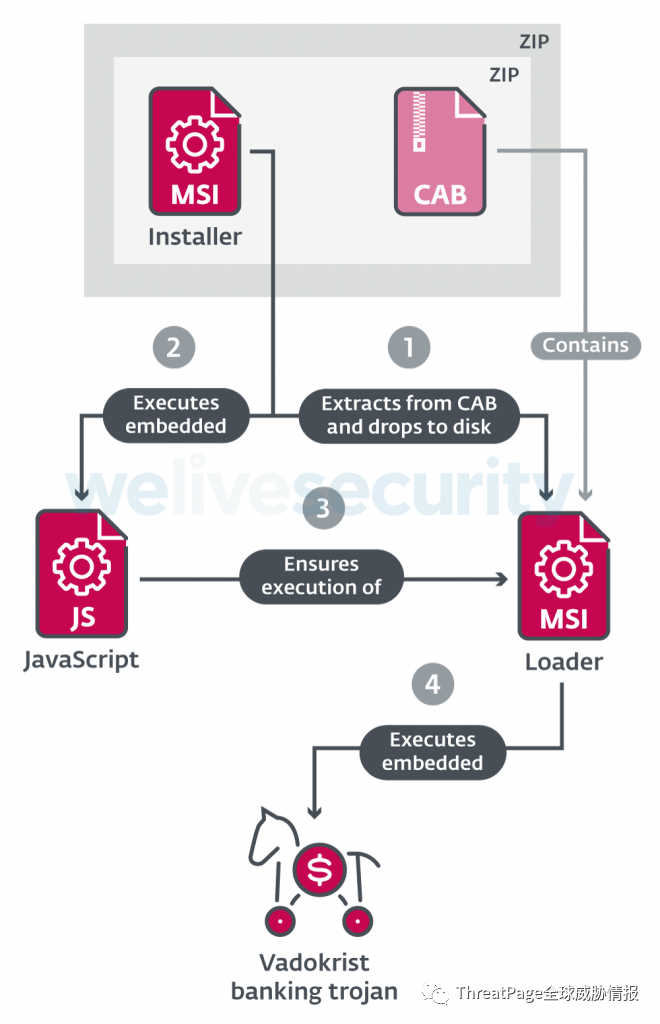 ZIP
ZIP
MSI
CAB
Installer
2
1
Contains
Executes
embedded
Extracts from CAB
and drops to disk
welivesecurity
3
Ensures
execution of
JS
MSI
JavaScript
Loader
4
Executes
embedded
$
Vadokrist
banking trojan
ThreatPage全球威胁情报